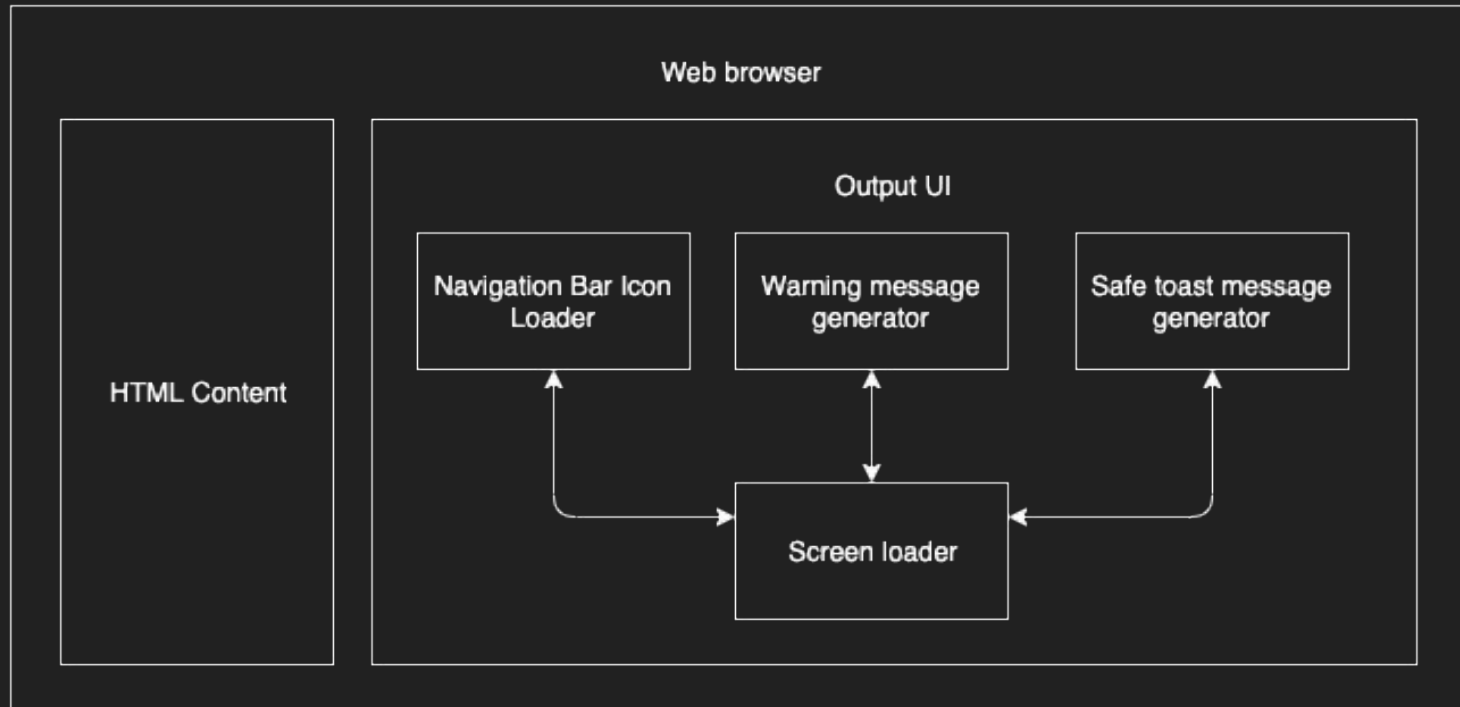 Web browser
HTML Content
Output UI
Navigation Bar Icon
Loader
Warning message
generator
Safe toast message
generator
Screen loader